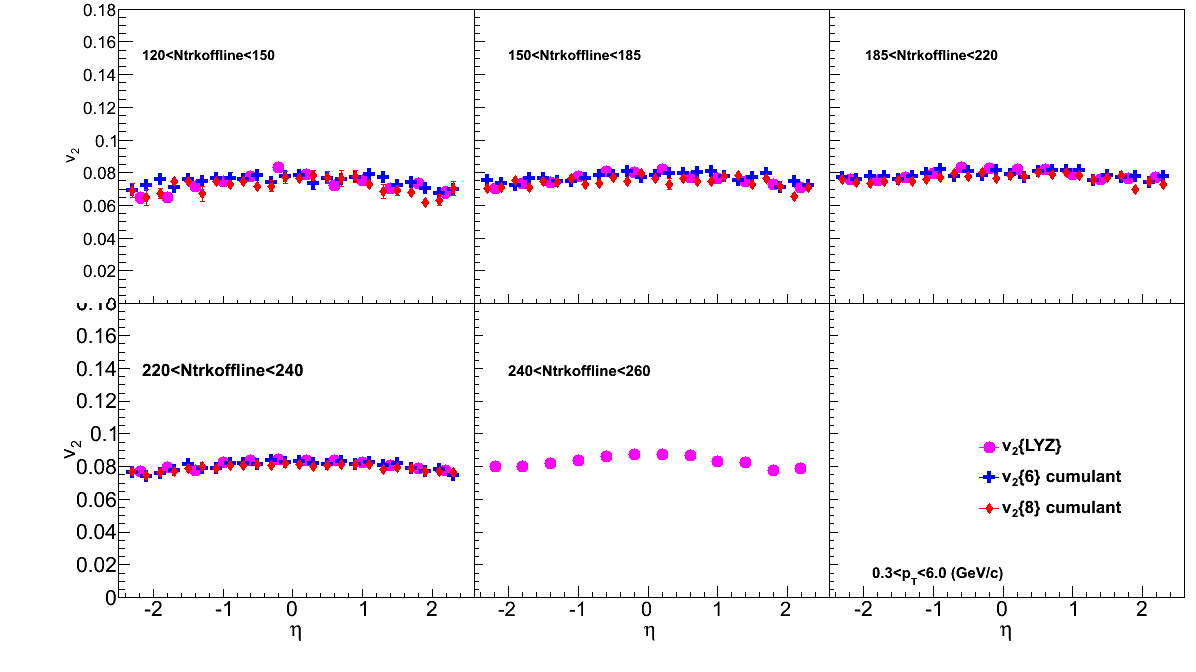 0.18
0.16
0.14
0.12
0.1
0.08
0.06
0.04
0.02
v2
120<Ntrkoffline<150
150<Ntrkoffline<185
185<Ntrkoffline<220
0.16
0.14
0.12
0.1
0.08
0.06
0.04
0.02
0
v2
220<Ntrkoffline<240
240<Ntrkoffline<260
v2{LYZ}
v2{6} cumulant
v2{8} cumulant
0.3<pT<6.0 (GeV/c)
-2 -1 0 1 2
-2 -1 0 1 2
-2 -1 0 1 2
η
η
η